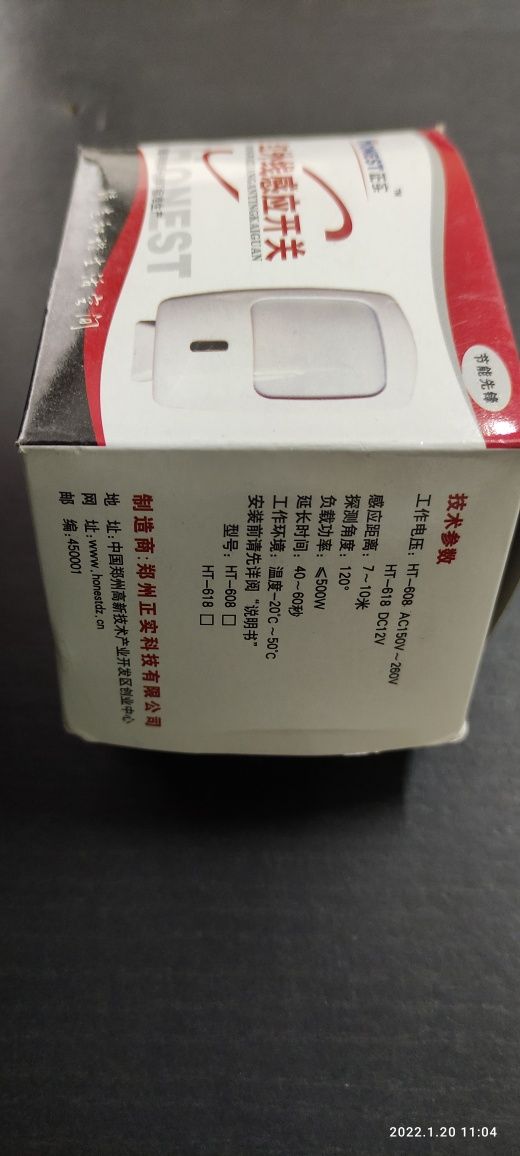 HONEST 正实 TM
外线感应开关
GANYINGKAIGUAN
HONEST
节能先锋
技术参数
工作电压: HT-608 AC150V~260V
HT-618 DC12V
感应距离: 7~10米
探测角度: 120°
负载功率: ≤500W
延长时间: 40~60秒
工作环境: 温度-20℃~50℃
安装前请先详阅“说明书”
型号: HT-608 □
HT-618 □
制造商:郑州正实科技有限公司
地 址:中国郑州高新技术产业开发区创业中心
网 址:www.honestdz.cn
邮 编:450001
2022.1.20 11:04